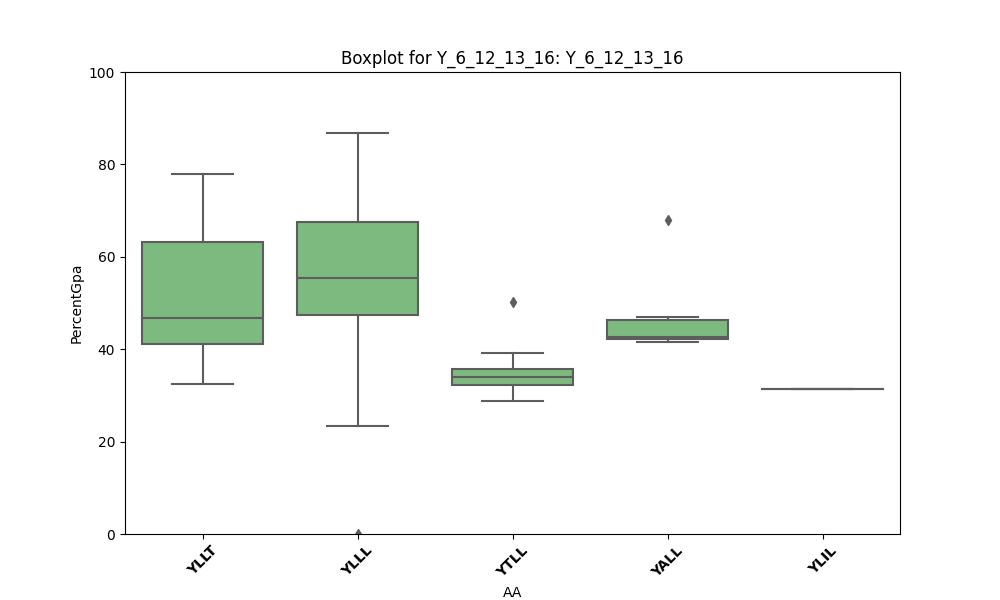 Boxplot for Y_6_12_13_16: Y_6_12_13_16
100
80
60
40
20
0
PercentGpa
YLLT
YLLL
YTLL
YALL
YLIL
AA